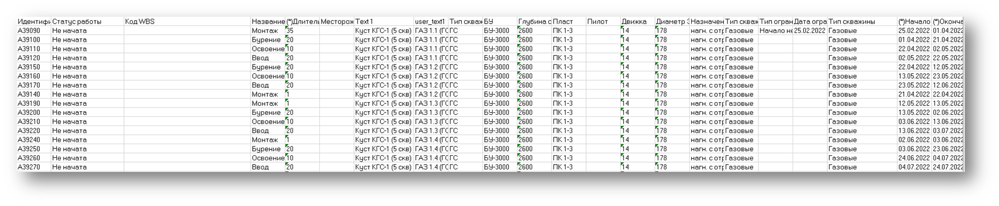 Идентифи Статус работы Код WBS Название (*)Длитель Месторож Text 1 user_text1 Тип скваж БУ Глубина с Пласт Пилот Движка Диаметр Э Назначен Тип скваж Тип огран Дата огра Тип скважины (*)Начало (*)Оконча
A39090 Не начата Монтаж 35 Куст КГС-1 (5 скв) ГАЗ 1.1 (ГС ГС БУ-3000 2600 ПК 1-3 14 178 нагн. с отр Газовые Начало не 25.02.2022 Газовые 25.02.2022 01.04.2022
A39100 Не начата Бурение 20 Куст КГС-1 (5 скв) ГАЗ 1.1 (ГС ГС БУ-3000 2600 ПК 1-3 14 178 нагн. с отр Газовые Газовые 01.04.2022 21.04.2022
A39110 Не начата Освоение 10 Куст КГС-1 (5 скв) ГАЗ 1.1 (ГС ГС БУ-3000 2600 ПК 1-3 14 178 нагн. с отр Газовые Газовые 22.04.2022 02.05.2022
A39120 Не начата Ввод 20 Куст КГС-1 (5 скв) ГАЗ 1.1 (ГС ГС БУ-3000 2600 ПК 1-3 14 178 нагн. с отр Газовые Газовые 02.05.2022 22.05.2022
A39150 Не начата Бурение 20 Куст КГС-1 (5 скв) ГАЗ 1.2 (ГС ГС БУ-3000 2600 ПК 1-3 14 178 нагн. с отр Газовые Газовые 22.04.2022 12.05.2022
A39160 Не начата Освоение 10 Куст КГС-1 (5 скв) ГАЗ 1.2 (ГС ГС БУ-3000 2600 ПК 1-3 14 178 нагн. с отр Газовые Газовые 13.05.2022 23.05.2022
A39170 Не начата Ввод 20 Куст КГС-1 (5 скв) ГАЗ 1.2 (ГС ГС БУ-3000 2600 ПК 1-3 14 178 нагн. с отр Газовые Газовые 23.05.2022 12.06.2022
A39140 Не начата Монтаж 1 Куст КГС-1 (5 скв) ГАЗ 1.2 (ГС ГС БУ-3000 2600 ПК 1-3 14 178 нагн. с отр Газовые Газовые 21.04.2022 22.04.2022
A39190 Не начата Монтаж 1 Куст КГС-1 (5 скв) ГАЗ 1.3 (ГС ГС БУ-3000 2600 ПК 1-3 14 178 нагн. с отр Газовые Газовые 12.05.2022 13.05.2022
A39200 Не начата Бурение 20 Куст КГС-1 (5 скв) ГАЗ 1.3 (ГС ГС БУ-3000 2600 ПК 1-3 14 178 нагн. с отр Газовые Газовые 13.05.2022 02.06.2022
A39210 Не начата Освоение 10 Куст КГС-1 (5 скв) ГАЗ 1.3 (ГС ГС БУ-3000 2600 ПК 1-3 14 178 нагн. с отр Газовые Газовые 03.06.2022 13.06.2022
A39220 Не начата Ввод 20 Куст КГС-1 (5 скв) ГАЗ 1.3 (ГС ГС БУ-3000 2600 ПК 1-3 14 178 нагн. с отр Газовые Газовые 13.06.2022 03.07.2022
A39240 Не начата Монтаж 1 Куст КГС-1 (5 скв) ГАЗ 1.4 (ГС ГС БУ-3000 2600 ПК 1-3 14 178 нагн. с отр Газовые Газовые 02.06.2022 03.06.2022
A39250 Не начата Бурение 20 Куст КГС-1 (5 скв) ГАЗ 1.4 (ГС ГС БУ-3000 2600 ПК 1-3 14 178 нагн. с отр Газовые Газовые 03.06.2022 23.06.2022
A39260 Не начата Освоение 10 Куст КГС-1 (5 скв) ГАЗ 1.4 (ГС ГС БУ-3000 2600 ПК 1-3 14 178 нагн. с отр Газовые Газовые 24.06.2022 04.07.2022
A39270 Не начата Ввод 20 Куст КГС-1 (5 скв) ГАЗ 1.4 (ГС ГС БУ-3000 2600 ПК 1-3 14 178 нагн. с отр Газовые Газовые 04.07.2022 24.07.2022